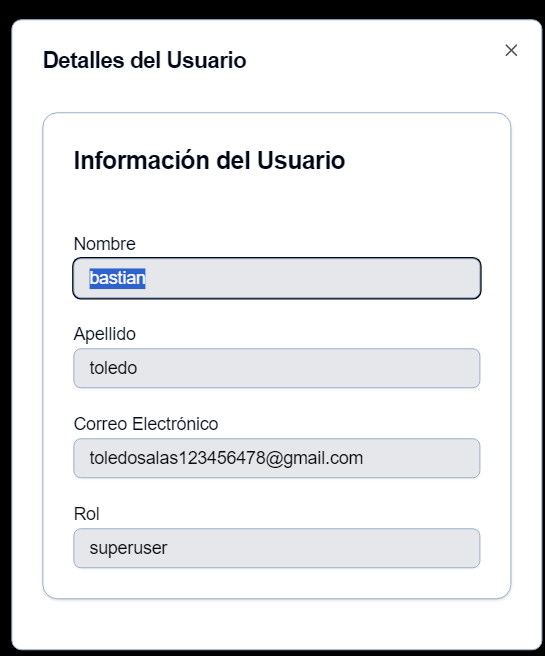 Detalles del Usuario
Información del Usuario
Nombre
bastian
Apellido
toledo
Correo Electrónico
toledosalas123456478@gmail.com
Rol
superuser